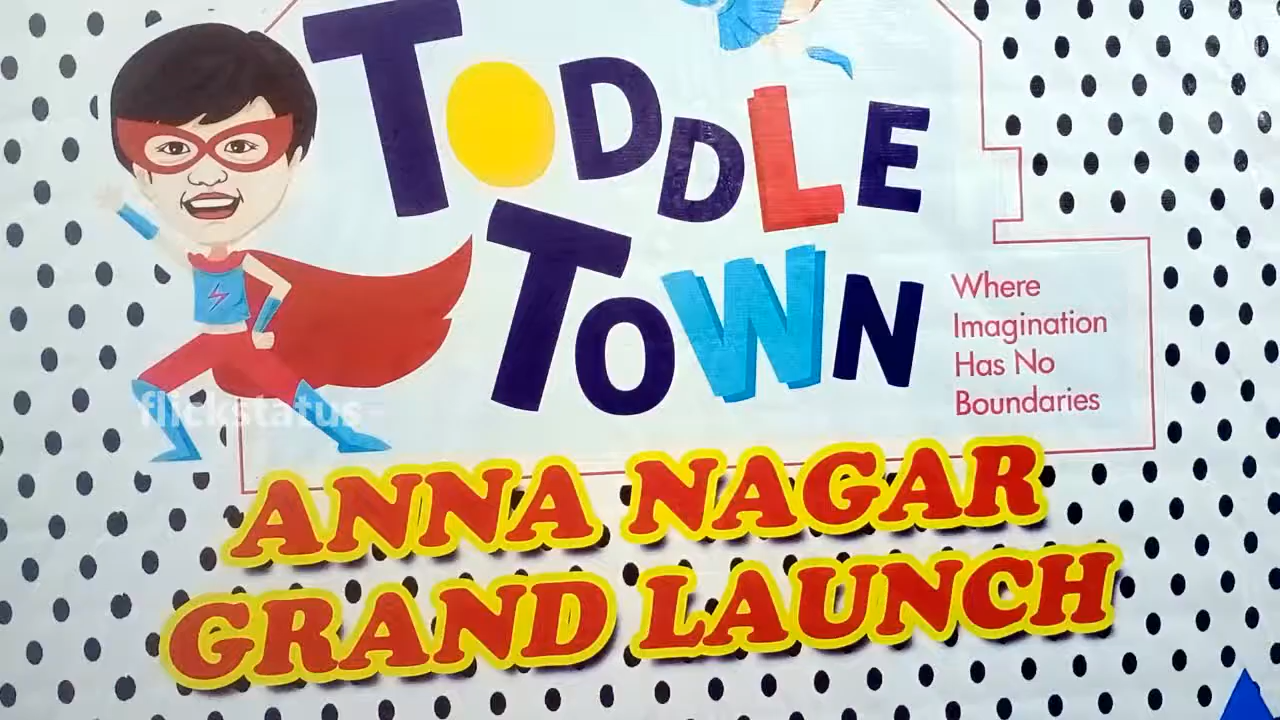 TODDLE
TOWN
Where
Imagination
Has No
Boundaries
flickstatus
ANNA NAGAR
GRAND LAUNCH